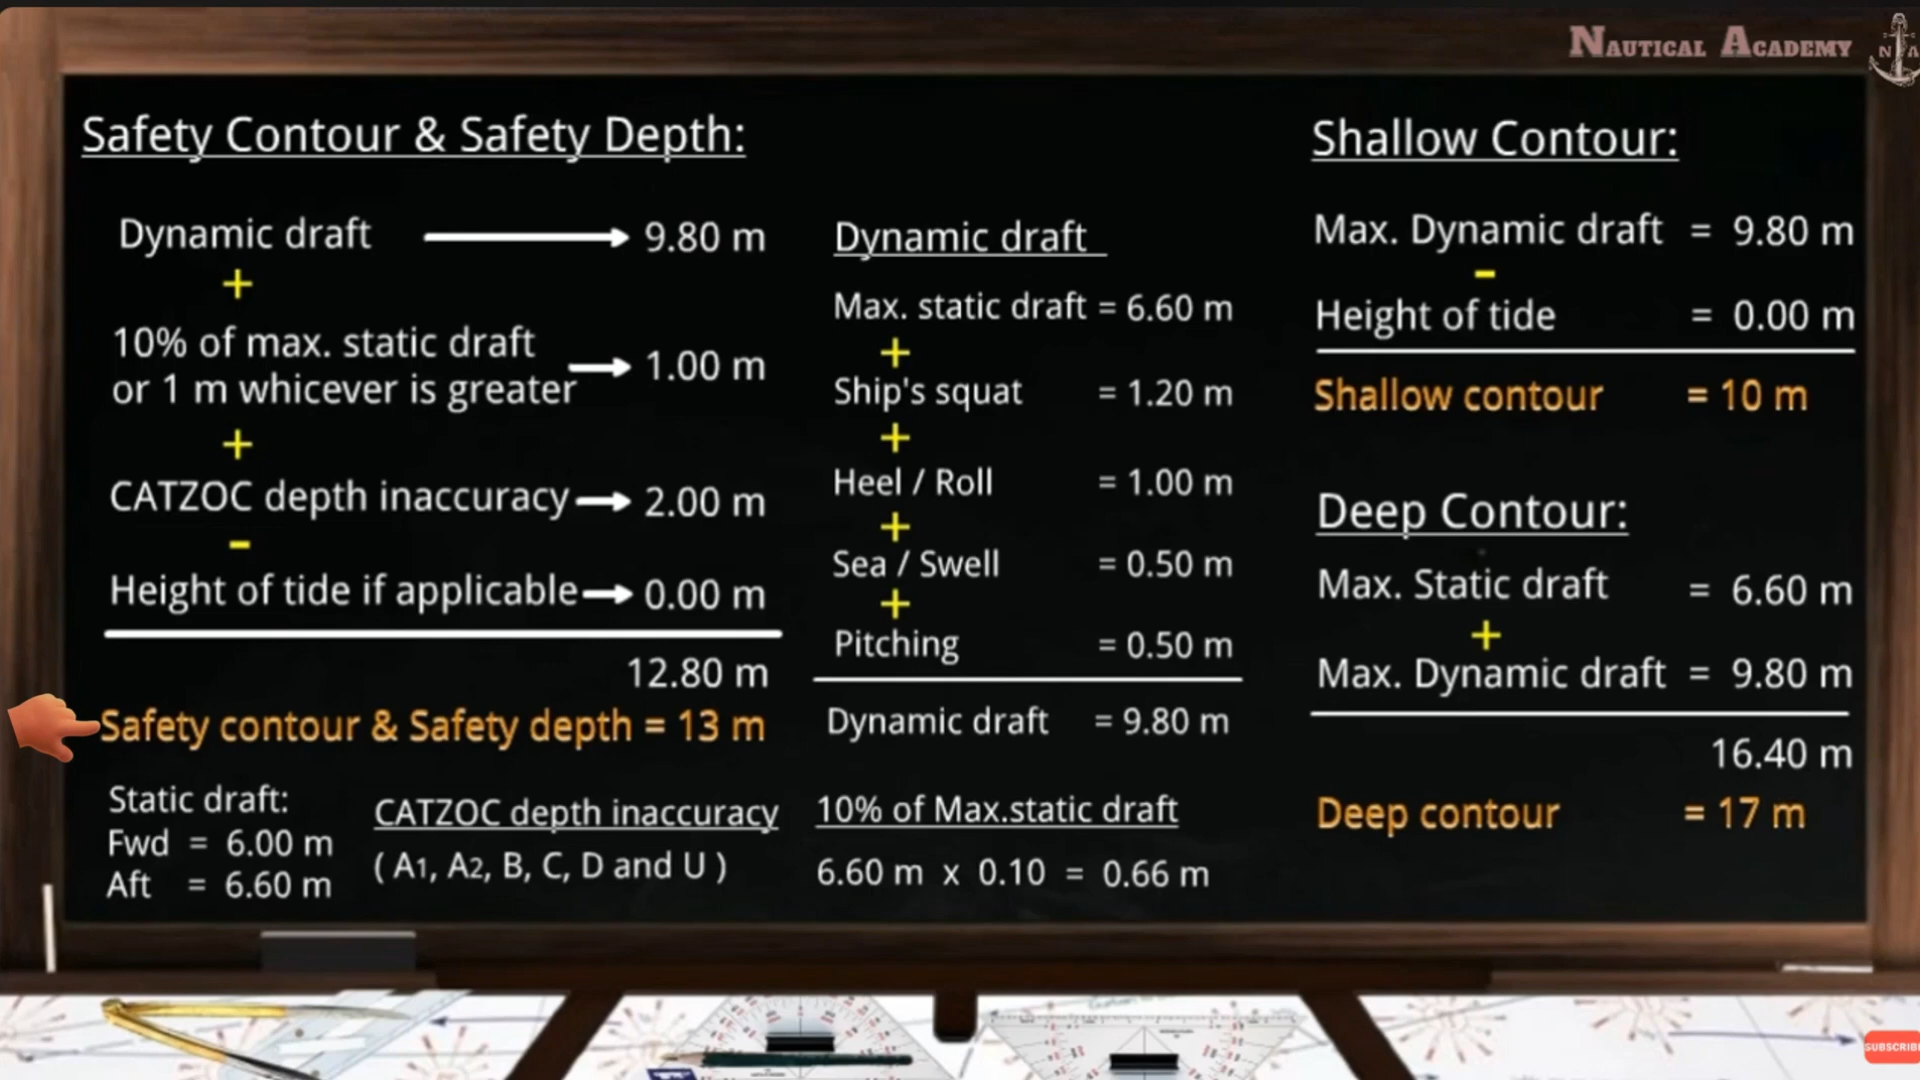 NAUTICAL ACADEMY
N A
Safety Contour & Safety Depth:
Dynamic draft 9.80 m
+
10% of max. static draft
or 1 m whicever is greater 1.00 m
+
CATZOC depth inaccuracy 2.00 m
-
Height of tide if applicable 0.00 m
12.80 m
Safety contour & Safety depth = 13 m
Static draft:
Fwd = 6.00 m
Aft = 6.60 m
CATZOC depth inaccuracy
( A1, A2, B, C, D and U )
Dynamic draft
Max. static draft = 6.60 m
+
Ship's squat = 1.20 m
+
Heel / Roll = 1.00 m
+
Sea / Swell = 0.50 m
+
Pitching = 0.50 m
Dynamic draft = 9.80 m
10% of Max.static draft
6.60 m x 0.10 = 0.66 m
Shallow Contour:
Max. Dynamic draft = 9.80 m
-
Height of tide = 0.00 m
Shallow contour = 10 m
Deep Contour:
Max. Static draft = 6.60 m
+
Max. Dynamic draft = 9.80 m
16.40 m
Deep contour = 17 m
SUBSCRIBE